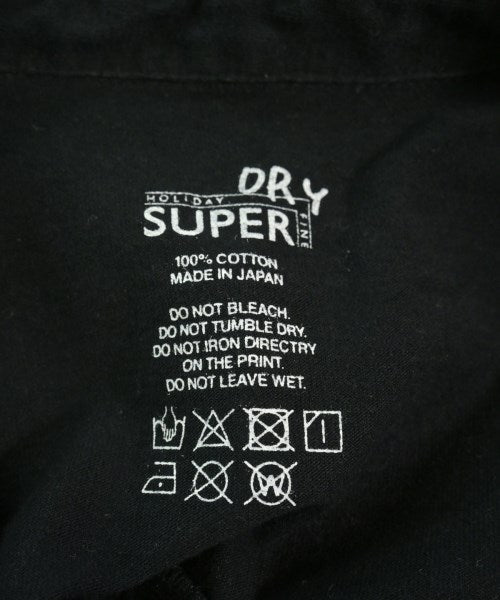 DRY
HOLIDAY
SUPER FINE
100% COTTON
MADE IN JAPAN
DO NOT BLEACH.
DO NOT TUMBLE DRY.
DO NOT IRON DIRECTRY
ON THE PRINT.
DO NOT LEAVE WET.
W